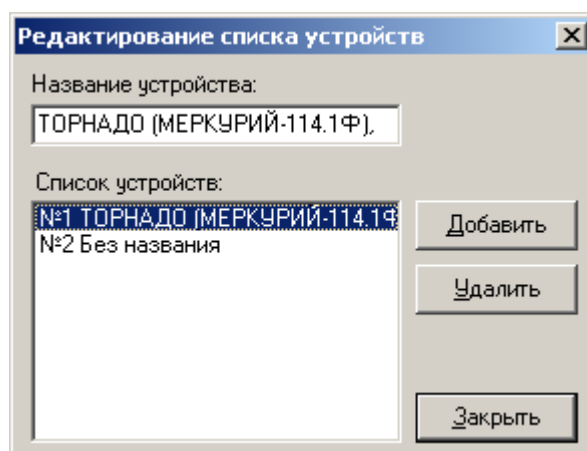 Редактирование списка устройств
Название устройства:
ТОРНАДО (МЕРКУРИЙ-114.1Ф),
Список устройств:
№1 ТОРНАДО (МЕРКУРИЙ-114.1Ф
№2 Без названия
Добавить
Удалить
Закрыть